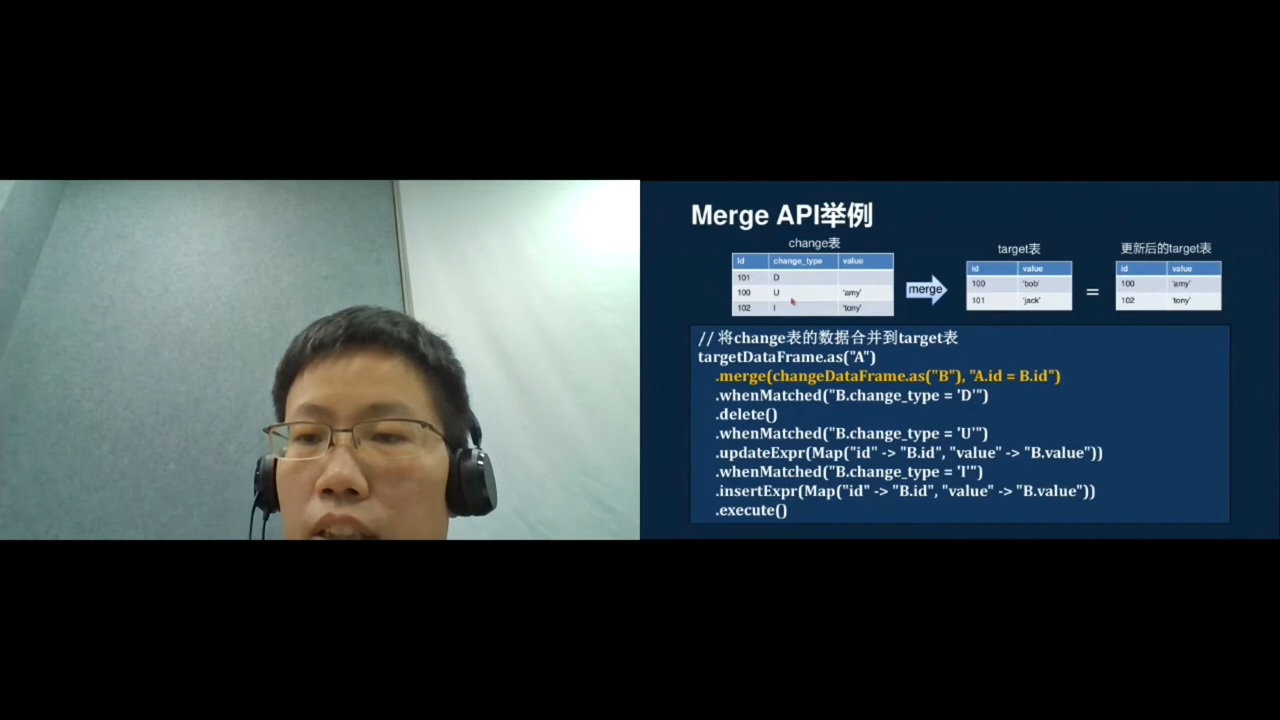 Merge API举例
change表
id change_type value
101 D
100 U 'amy'
102 I 'tony'
merge
target表
id value
100 'bob'
101 'jack'
=
更新后的target表
id value
100 'amy'
102 'tony'
// 将change表的数据合并到target表
targetDataFrame.as("A")
.merge(changeDataFrame.as("B"), "A.id = B.id")
.whenMatched("B.change_type = 'D'")
.delete()
.whenMatched("B.change_type = 'U'")
.updateExpr(Map("id" -> "B.id", "value" -> "B.value"))
.whenMatched("B.change_type = 'I'")
.insertExpr(Map("id" -> "B.id", "value" -> "B.value"))
.execute()